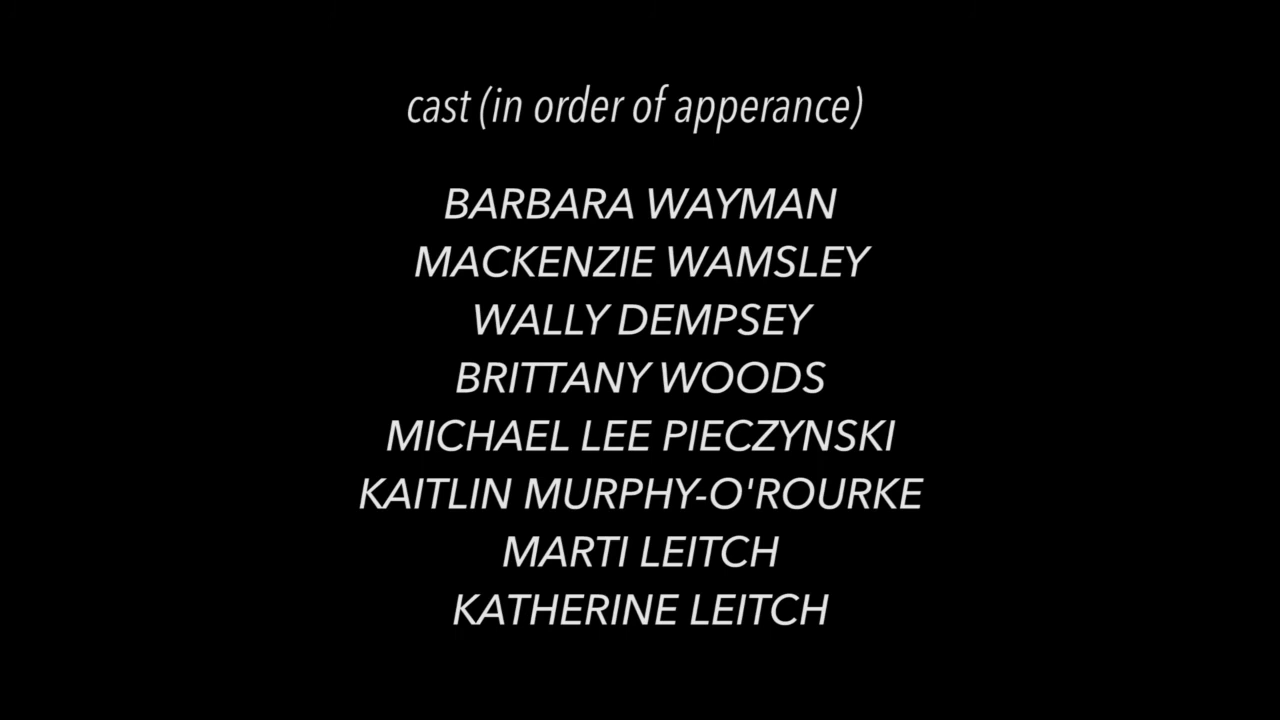 cast (in order of apperance)
BARBARA WAYMAN
MACKENZIE WAMSLEY
WALLY DEMPSEY
BRITTANY WOODS
MICHAEL LEE PIECZYNSKI
KAITLIN MURPHY-O'ROURKE
MARTI LEITCH
KATHERINE LEITCH